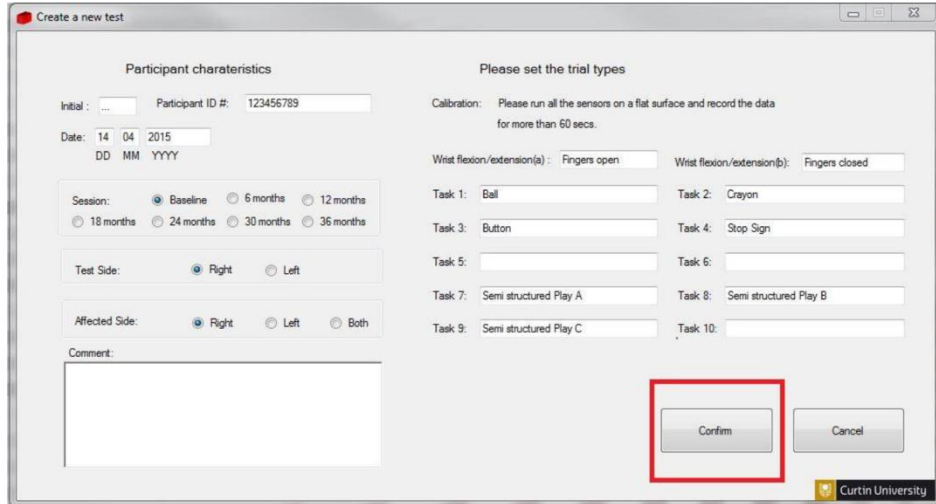 Create a new test
Participant charateristics
Initial : ...
Participant ID #: 123456789
Date: 14 04 2015
DD MM YYYY
Session: Baseline 6 months 12 months
18 months 24 months 30 months 36 months
Test Side: Right Left
Affected Side: Right Left Both
Comment:
Please set the trial types
Calibration: Please run all the sensors on a flat surface and record the data
for more than 60 secs.
Wrist flexion/extension(a) : Fingers open
Wrist flexion/extension(b): Fingers closed
Task 1: Ball
Task 2: Crayon
Task 3: Button
Task 4: Stop Sign
Task 5:
Task 6:
Task 7: Semi structured Play A
Task 8: Semi structured Play B
Task 9: Semi structured Play C
Task 10:
Confirm
Cancel
Curtin University